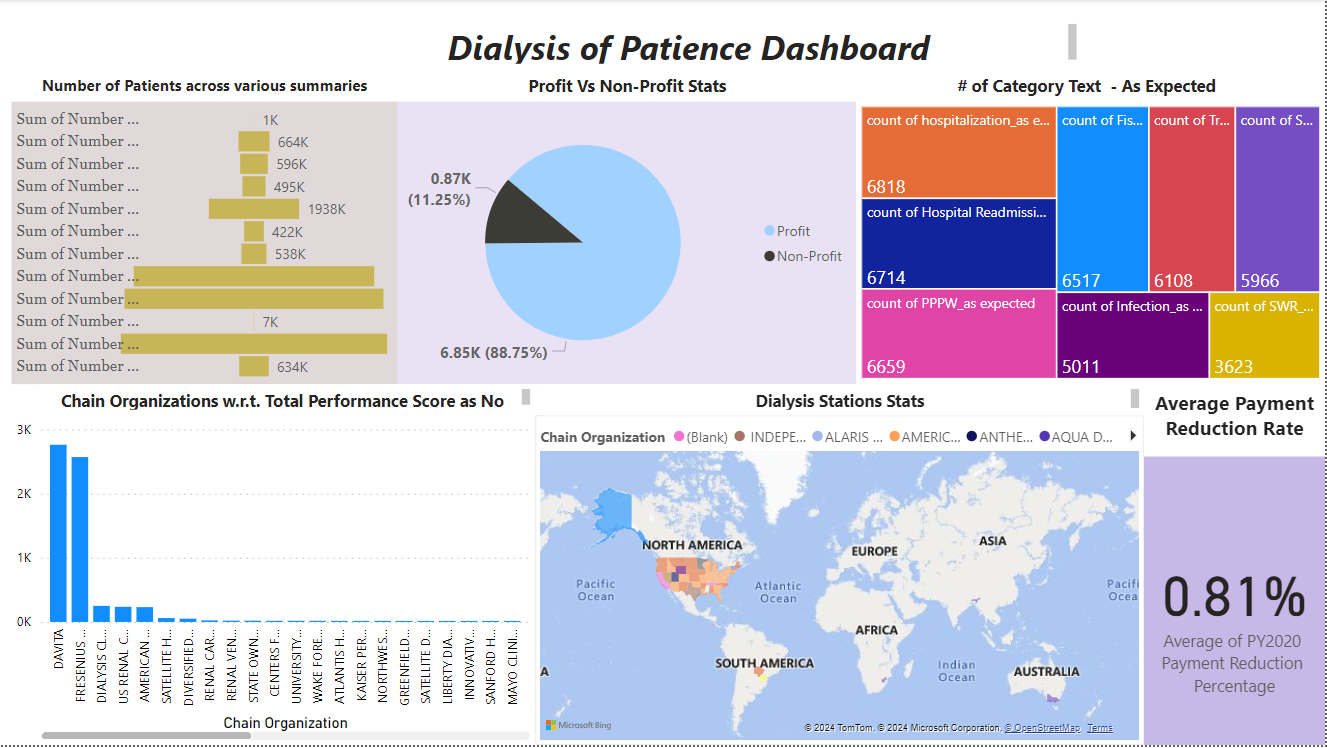 Dialysis of Patience Dashboard
Number of Patients across various summaries
Sum of Number ...
1K
Sum of Number ...
664K
Sum of Number ...
596K
Sum of Number ...
495K
Sum of Number ...
1938K
Sum of Number ...
422K
Sum of Number ...
538K
Sum of Number ...
Sum of Number ...
Sum of Number ...
7K
Sum of Number ...
Sum of Number ...
634K
Profit Vs Non-Profit Stats
0.87K
(11.25%)
6.85K (88.75%)
Profit
Non-Profit
# of Category Text - As Expected
count of hospitalization_as e...
6818
count of Hospital Readmissi...
6714
count of PPPW_as expected
6659
count of Fis...
6517
count of Tr...
6108
count of S...
5966
count of Infection_as ...
5011
count of SWR_...
3623
Chain Organizations w.r.t. Total Performance Score as No
3K
2K
1K
0K
DAVITA
FRESENIUS ...
DIALYSIS CL...
US RENAL C...
AMERICAN ...
SATELLITE H...
DIVERSIFIED...
RENAL CAR...
RENAL VEN...
STATE OWN...
CENTERS F...
UNIVERSITY...
WAKE FORE...
ATLANTIS H...
KAISER PER...
NORTHWES...
GREENFIELD...
SATELLITE D...
LIBERTY DIA...
INNOVATIV...
SANFORD H...
MAYO CLINI...
Chain Organization
Dialysis Stations Stats
Chain Organization (Blank) INDEPE... ALARIS ... AMERIC... ANTHE... AQUA D...
NORTH AMERICA
EUROPE
ASIA
Pacific
Ocean
Atlantic
Ocean
Pacifi
Ocea
AFRICA
SOUTH AMERICA
Indian
Ocean
AUSTRALIA
A
Microsoft Bing
© 2024 TomTom, © 2024 Microsoft Corporation, © OpenStreetMap Terms
Average Payment
Reduction Rate
0.81%
Average of PY2020
Payment Reduction
Percentage